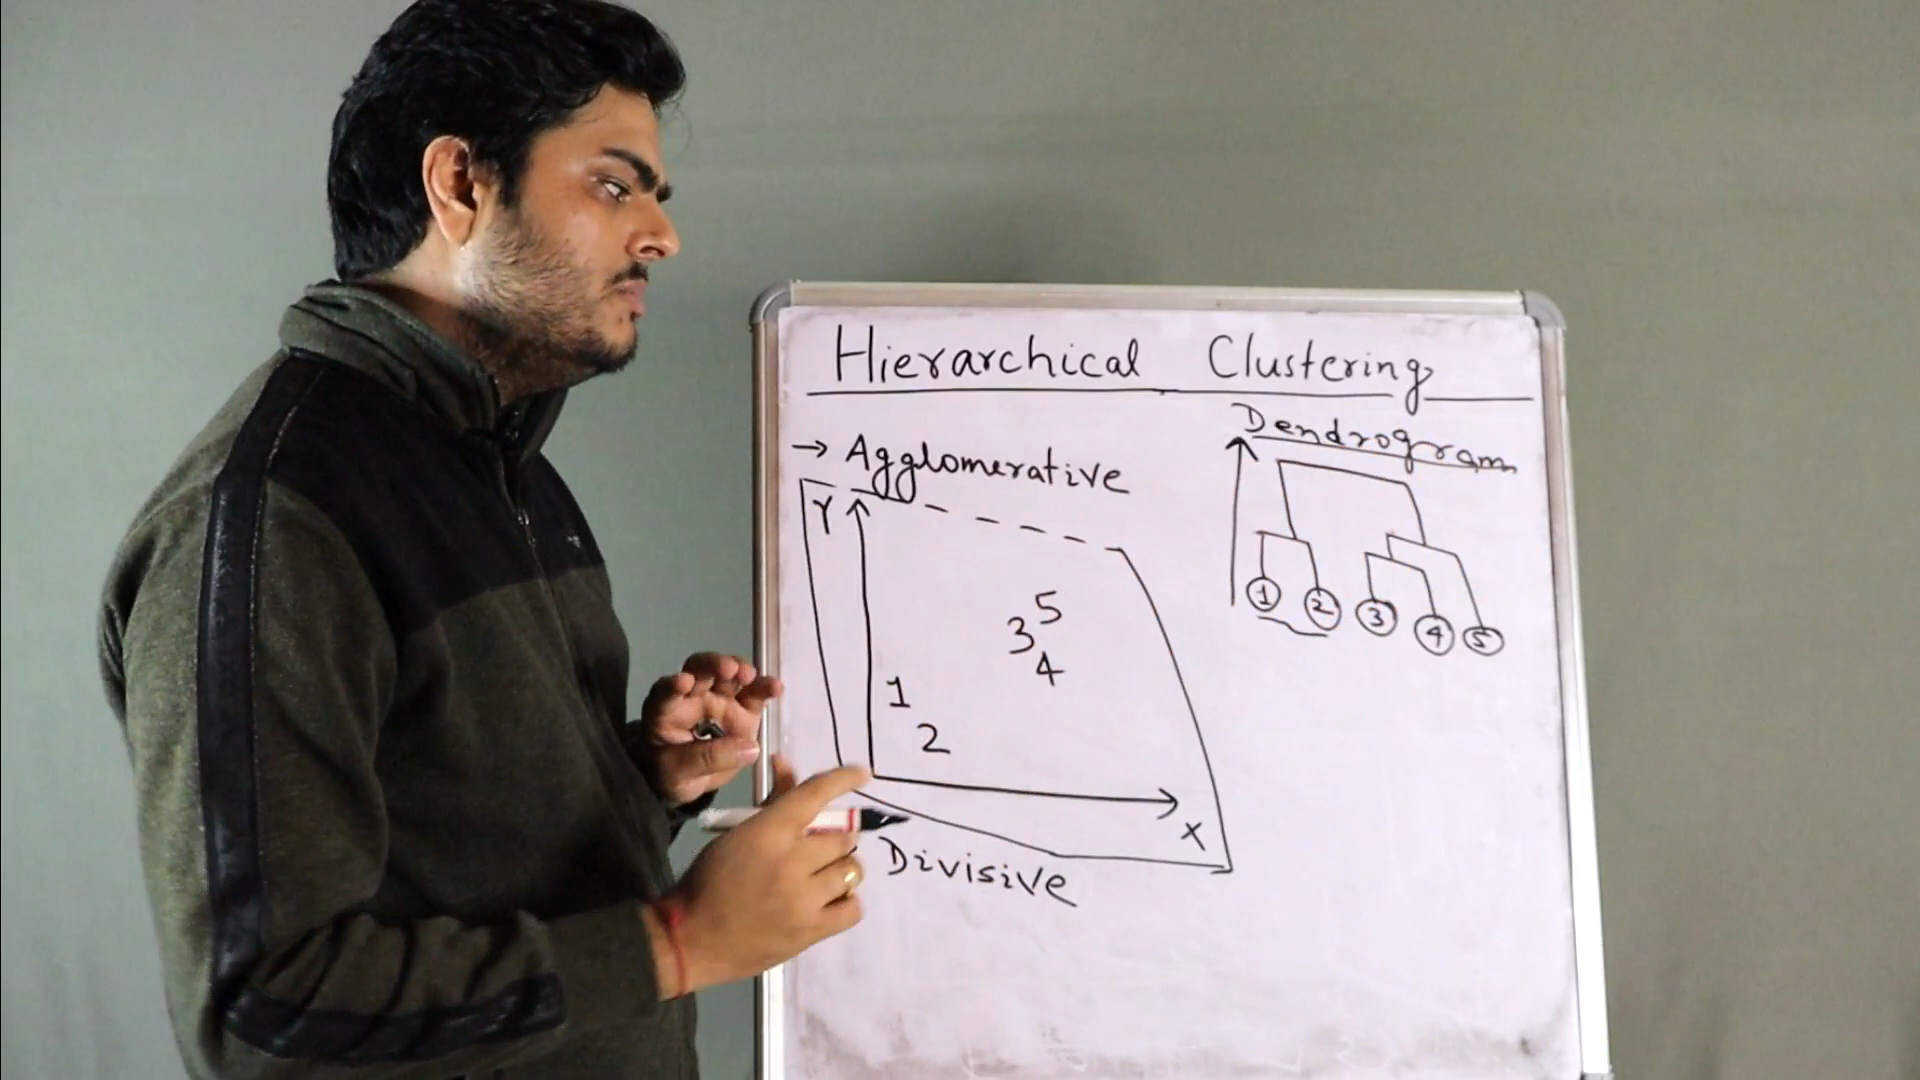 Hierarchical Clustering
Dendrogram
→ Agglomerative
Y
5
3
4
1
2
X
Divisive
1 2 3 4 5